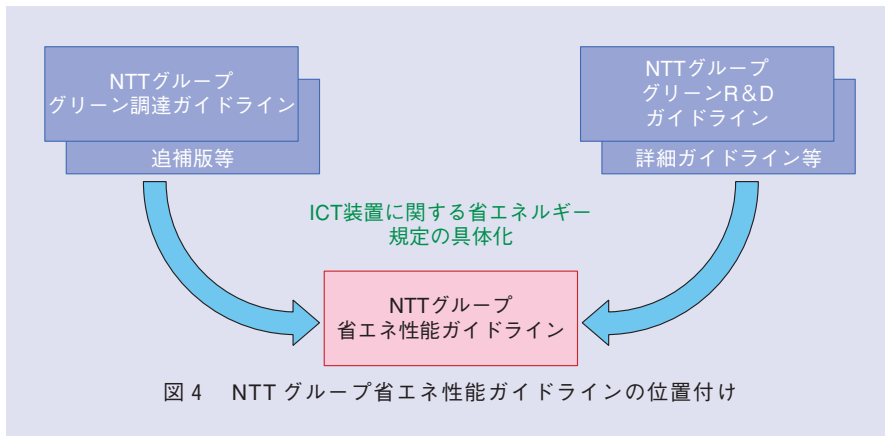 NTTグループ
グリーン調達ガイドライン
追補版等
NTTグループ
グリーンR&D
ガイドライン
詳細ガイドライン等
ICT装置に関する省エネルギー
規定の具体化
NTTグループ
省エネ性能ガイドライン
図4 NTTグループ省エネ性能ガイドラインの位置付け